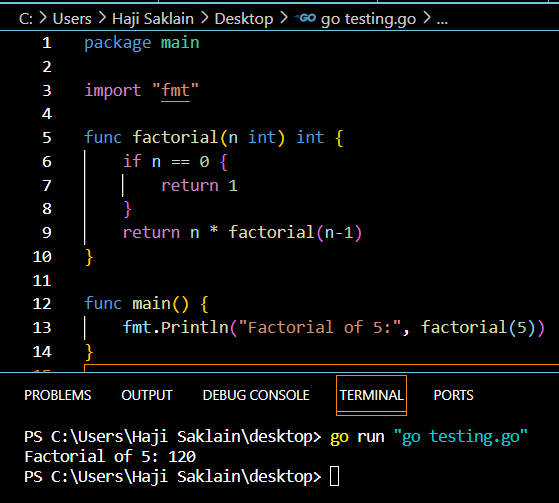 C: > Users > Haji Saklain > Desktop > GO go testing.go > ...
1 package main
2
3 import "fmt"
4
5 func factorial(n int) int {
6 if n == 0 {
7 return 1
8 }
9 return n * factorial(n-1)
10 }
11
12 func main() {
13 fmt.Println("Factorial of 5:", factorial(5))
14 }
15
PROBLEMS OUTPUT DEBUG CONSOLE TERMINAL PORTS
PS C:\Users\Haji Saklain\desktop> go run "go testing.go"
Factorial of 5: 120
PS C:\Users\Haji Saklain\desktop>